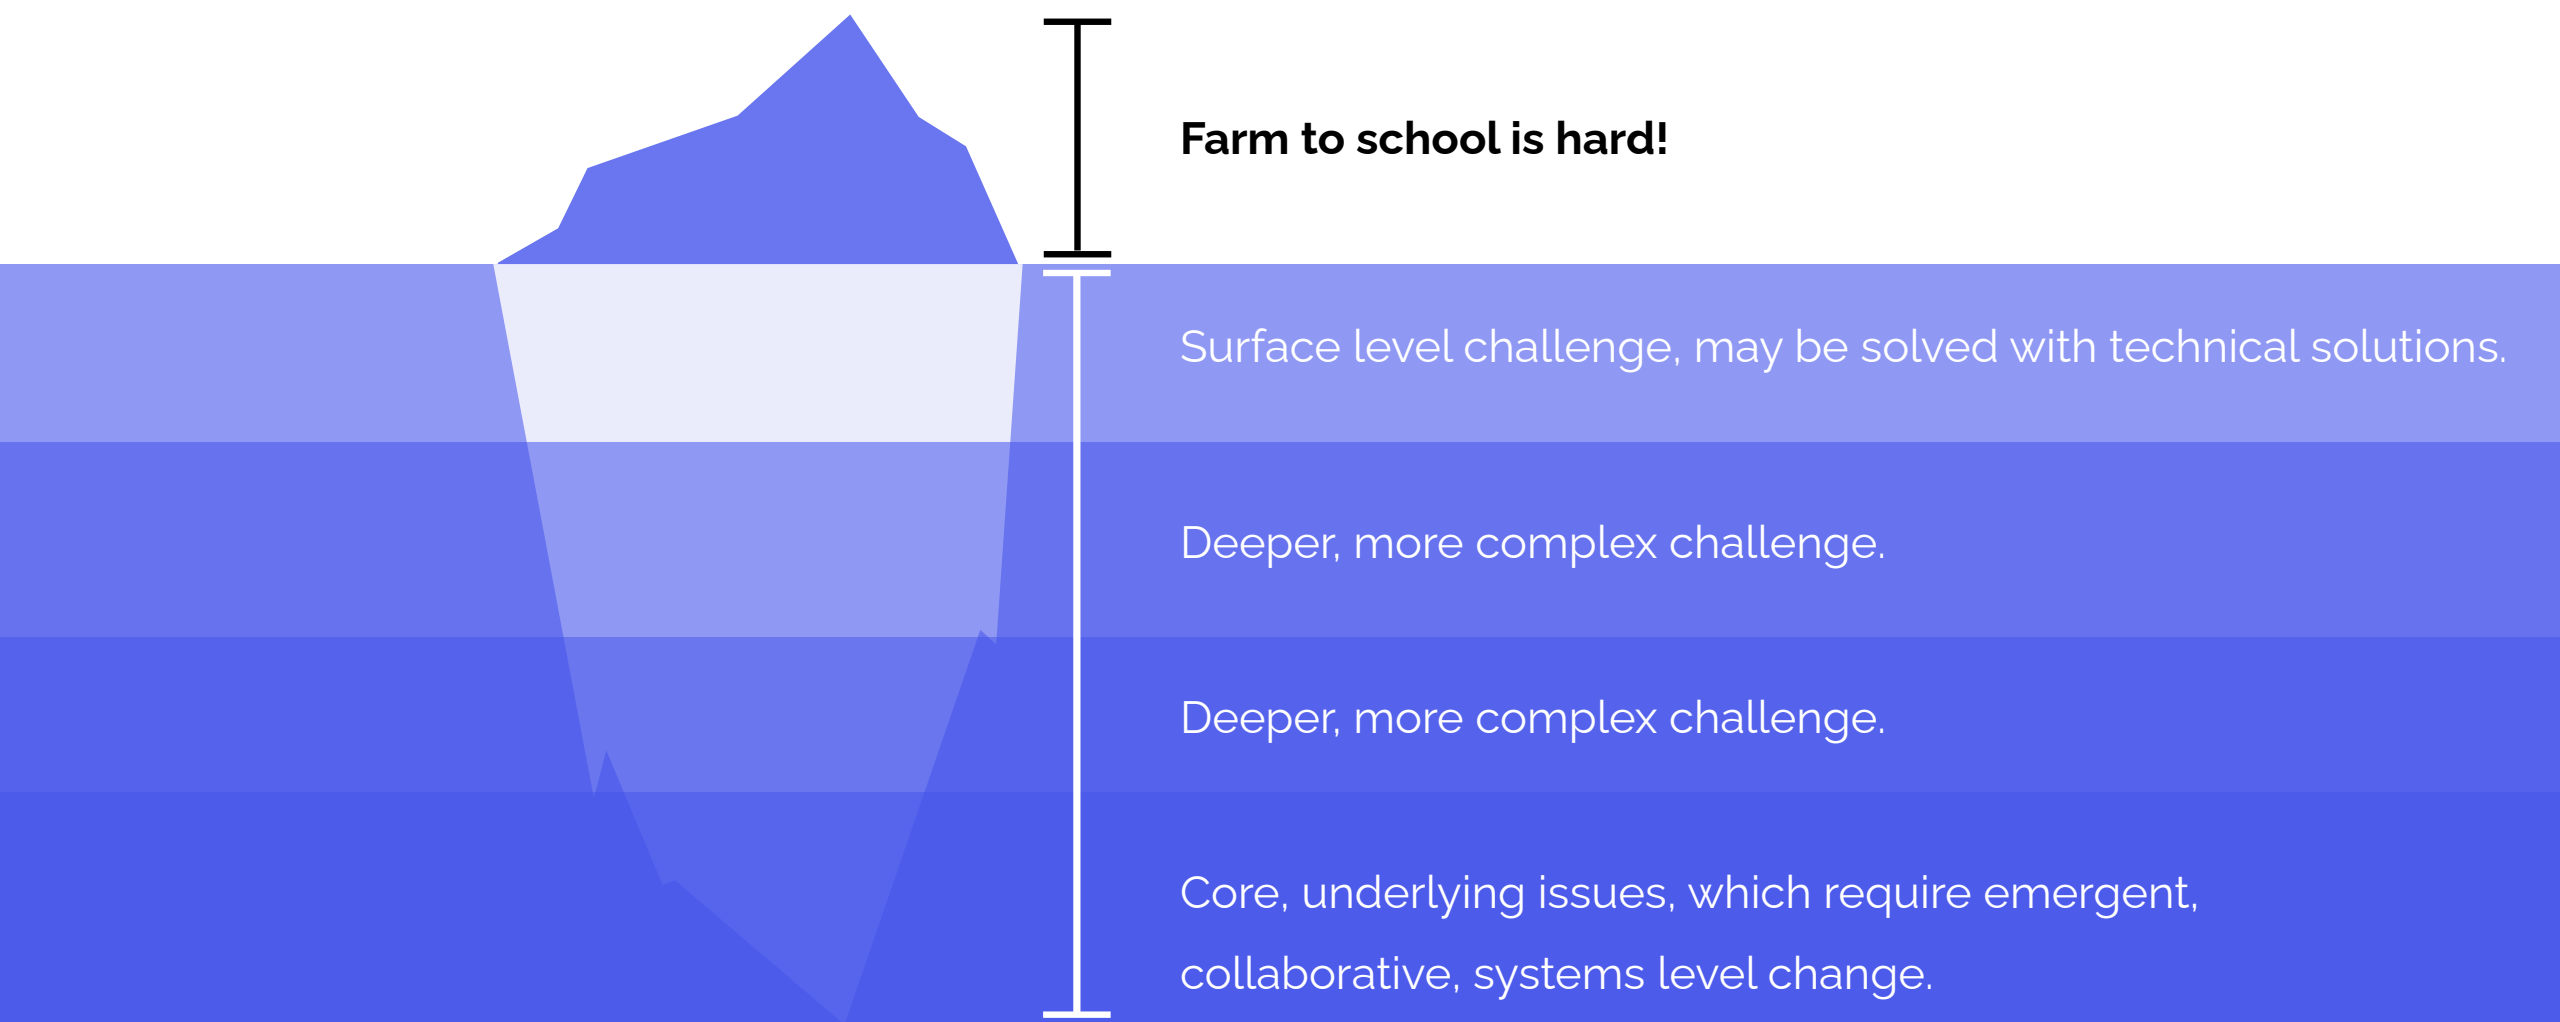 Farm to school is hard!
Surface level challenge, may be solved with technical solutions.
Deeper, more complex challenge.
Deeper, more complex challenge.
Core, underlying issues, which require emergent,
collaborative, systems level change.